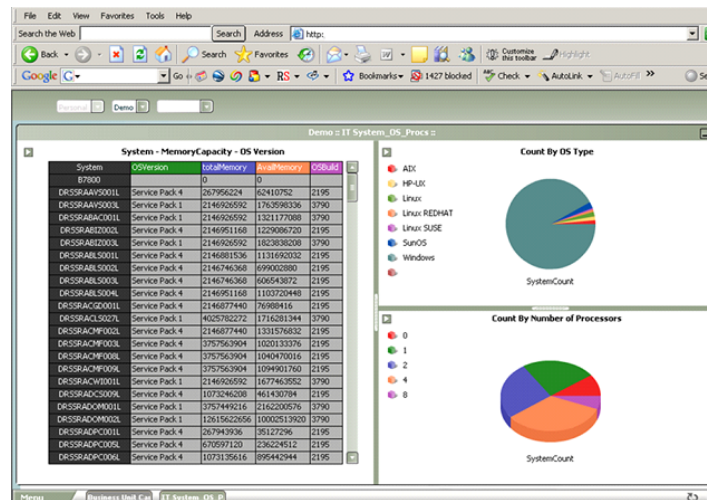 File Edit View Favorites Tools Help
Search the Web Search Address http:
Back Search Favorites Customize this toolbar Highlight
Google G Go RS Bookmarks 1427 blocked Check AutoLink AutoFill
Personal Demo
Demo :: IT System_OS_Procs ::
System - MemoryCapacity - OS Version
System OSVersion totalMemory AvailMemory OSBuild
B7800 0 0
DRSSRAAVS001L Service Pack 4 267956224 62410752 2195
DRSSRAAVS003L Service Pack 1 2146926592 1763598336 3790
DRSSRABAC001L Service Pack 1 2146926592 1321177088 3790
DRSSRABIZ002L Service Pack 4 2146951168 1229086720 2195
DRSSRABIZ003L Service Pack 1 2146926592 1823838208 3790
DRSSRABLS001L Service Pack 4 2146881536 1131692032 2195
DRSSRABLS002L Service Pack 4 2146746368 699002880 2195
DRSSRABLS003L Service Pack 4 2146746368 606543872 2195
DRSSRABLS004L Service Pack 4 2146951168 1103720448 2195
DRSSRACGD001L Service Pack 4 2146877440 76988416 2195
DRSSRACLS027L Service Pack 1 4025782272 1716281344 3790
DRSSRACMF002L Service Pack 4 2146877440 1331576832 2195
DRSSRACMF003L Service Pack 4 3757563904 1020133376 2195
DRSSRACMF008L Service Pack 4 3757563904 1040470016 2195
DRSSRACMF009L Service Pack 4 3757563904 1094901760 2195
DRSSRACWI001L Service Pack 1 2146926592 1677463552 3790
DRSSRADCS009L Service Pack 4 1073246208 461430784 2195
DRSSRADOM001L Service Pack 1 3757449216 2162200576 3790
DRSSRADOM002L Service Pack 1 12615622656 10002513920 3790
DRSSRADPC001L Service Pack 4 267943936 35127296 2195
DRSSRADPC005L Service Pack 4 670597120 236224512 2195
DRSSRADPC006L Service Pack 4 1073135616 895442944 2195
Count By OS Type
AIX
HP-UX
Linux
Linux REDHAT
Linux SUSE
SunOS
Windows
SystemCount
Count By Number of Processors
0
1
2
4
8
SystemCount
Menu Business Unit Car IT System_OS_P